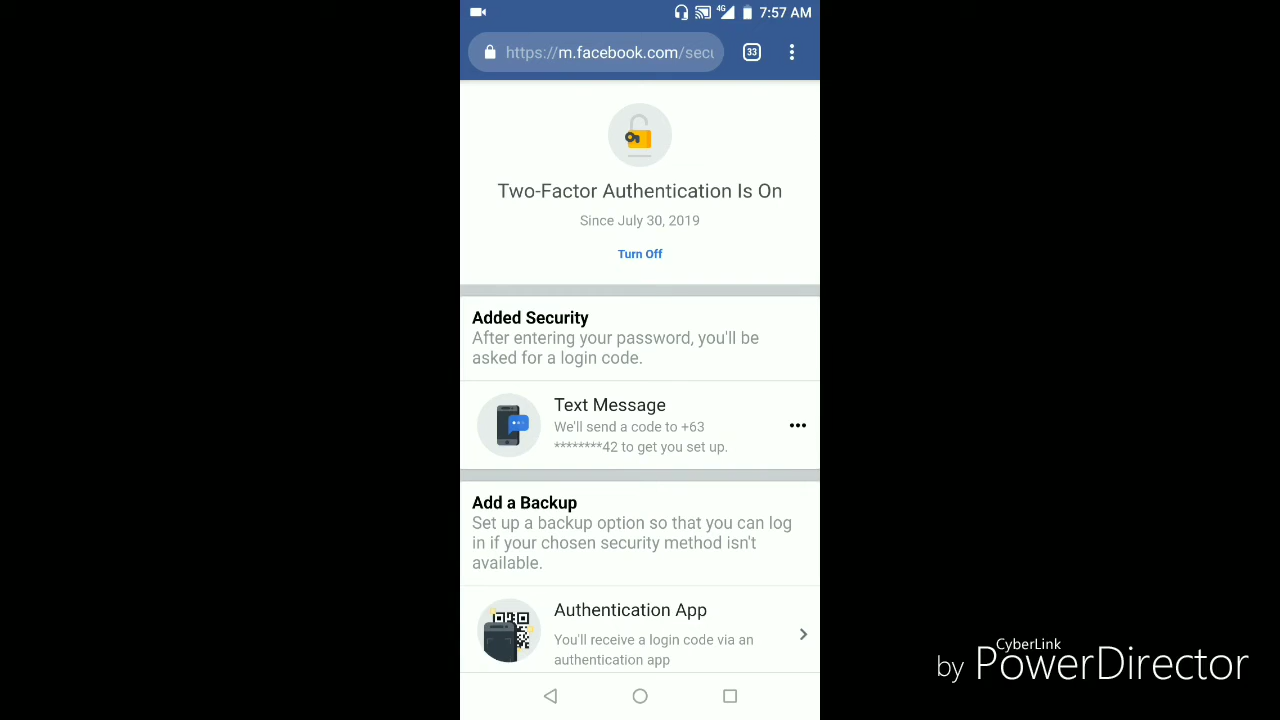 4G 7:57 AM
https://m.facebook.com/secu
33
Two-Factor Authentication Is On
Since July 30, 2019
Turn Off
Added Security
After entering your password, you'll be
asked for a login code.
Text Message
We'll send a code to +63
********42 to get you set up.
Add a Backup
Set up a backup option so that you can log
in if your chosen security method isn't
available.
Authentication App
You'll receive a login code via an
authentication app
CyberLink
by PowerDirector